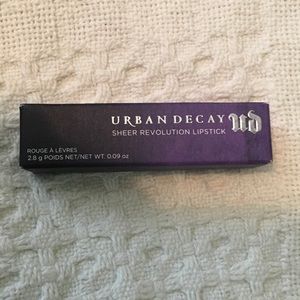 URBAN DECAY UD
SHEER REVOLUTION LIPSTICK
ROUGE À LÈVRES
2.8 g POIDS NET/NET WT. 0.09 oz